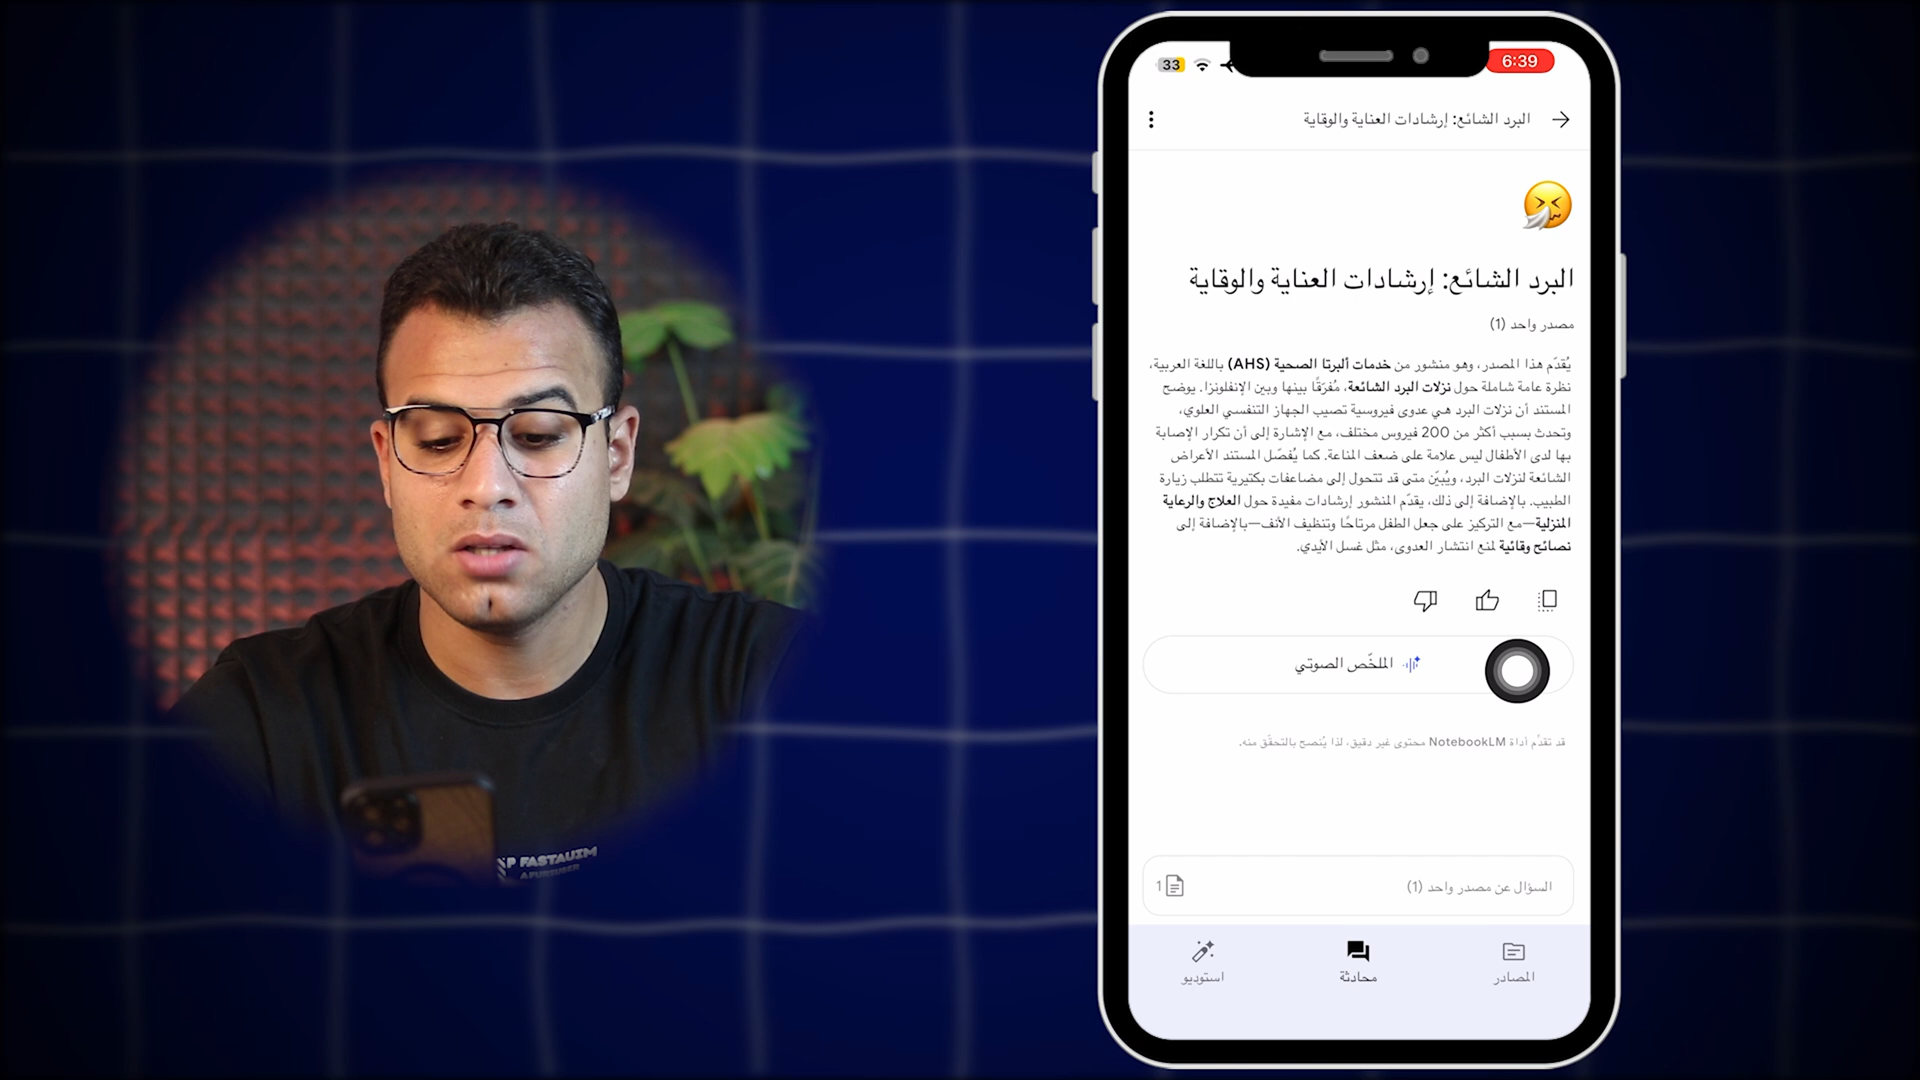 33
6:39
البرد الشائع: إرشادات العناية والوقاية
البرد الشائع: إرشادات العناية والوقاية
مصدر واحد (1)
يُقدّم هذا المصدر، وهو منشور من خدمات ألبرتا الصحية (AHS) باللغة العربية،
نظرة عامة شاملة حول نزلات البرد الشائعة، مُفرّقًا بينها وبين الإنفلونزا. يوضح
المستند أن نزلات البرد هي عدوى فيروسية تصيب الجهاز التنفسي العلوي،
وتحدث بسبب أكثر من 200 فيروس مختلف، مع الإشارة إلى أن تكرار الإصابة
بها لدى الأطفال ليس علامة على ضعف المناعة. كما يُفصّل المستند الأعراض
الشائعة لنزلات البرد، ويُبيّن متى قد تتحول إلى مضاعفات بكتيرية تتطلب زيارة
الطبيب. بالإضافة إلى ذلك، يقدّم المنشور إرشادات مفيدة حول العلاج والرعاية
المنزلية—مع التركيز على جعل الطفل مرتاحًا وتنظيف الأنف—بالإضافة إلى
نصائح وقائية لمنع انتشار العدوى، مثل غسل الأيدي.
الملخّص الصوتي
قد تقدِّم أداة NotebookLM محتوى غير دقيق، لذا يُنصح بالتحقّق منه.
السؤال عن مصدر واحد (1)
1
المصادر
محادثة
استوديو